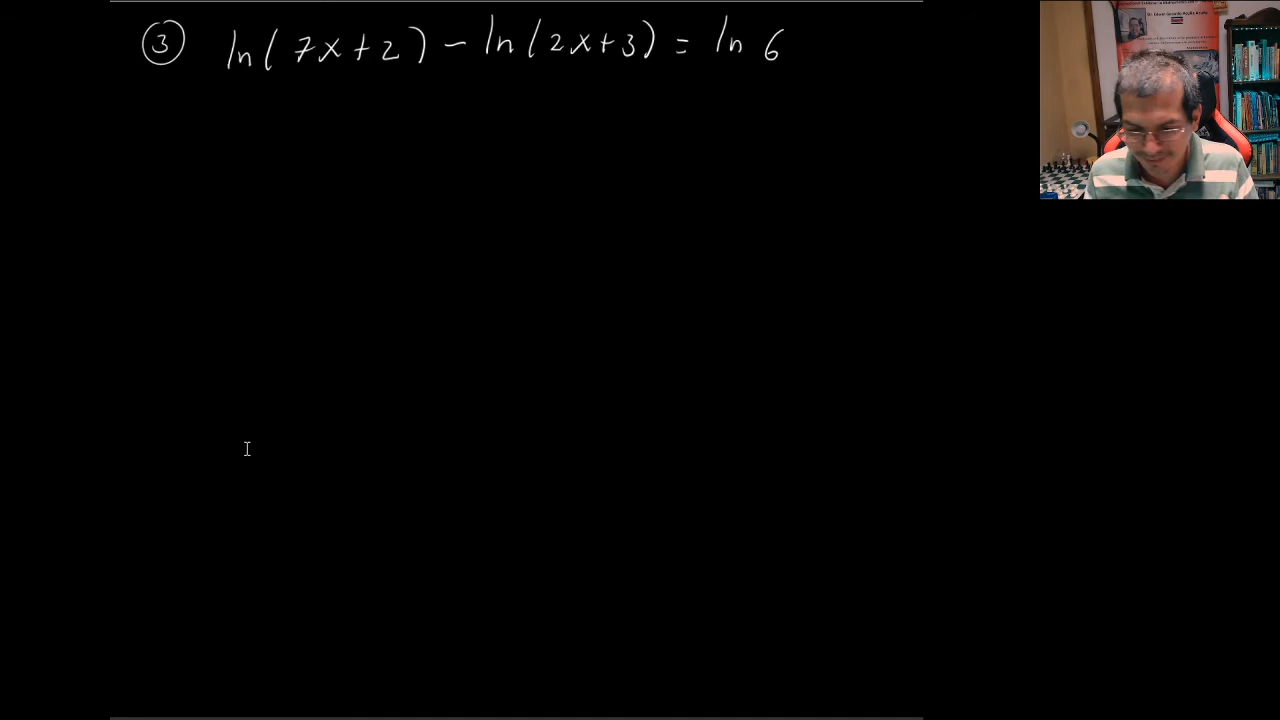 ③ ln(7x+2) - ln(2x+3) = ln 6